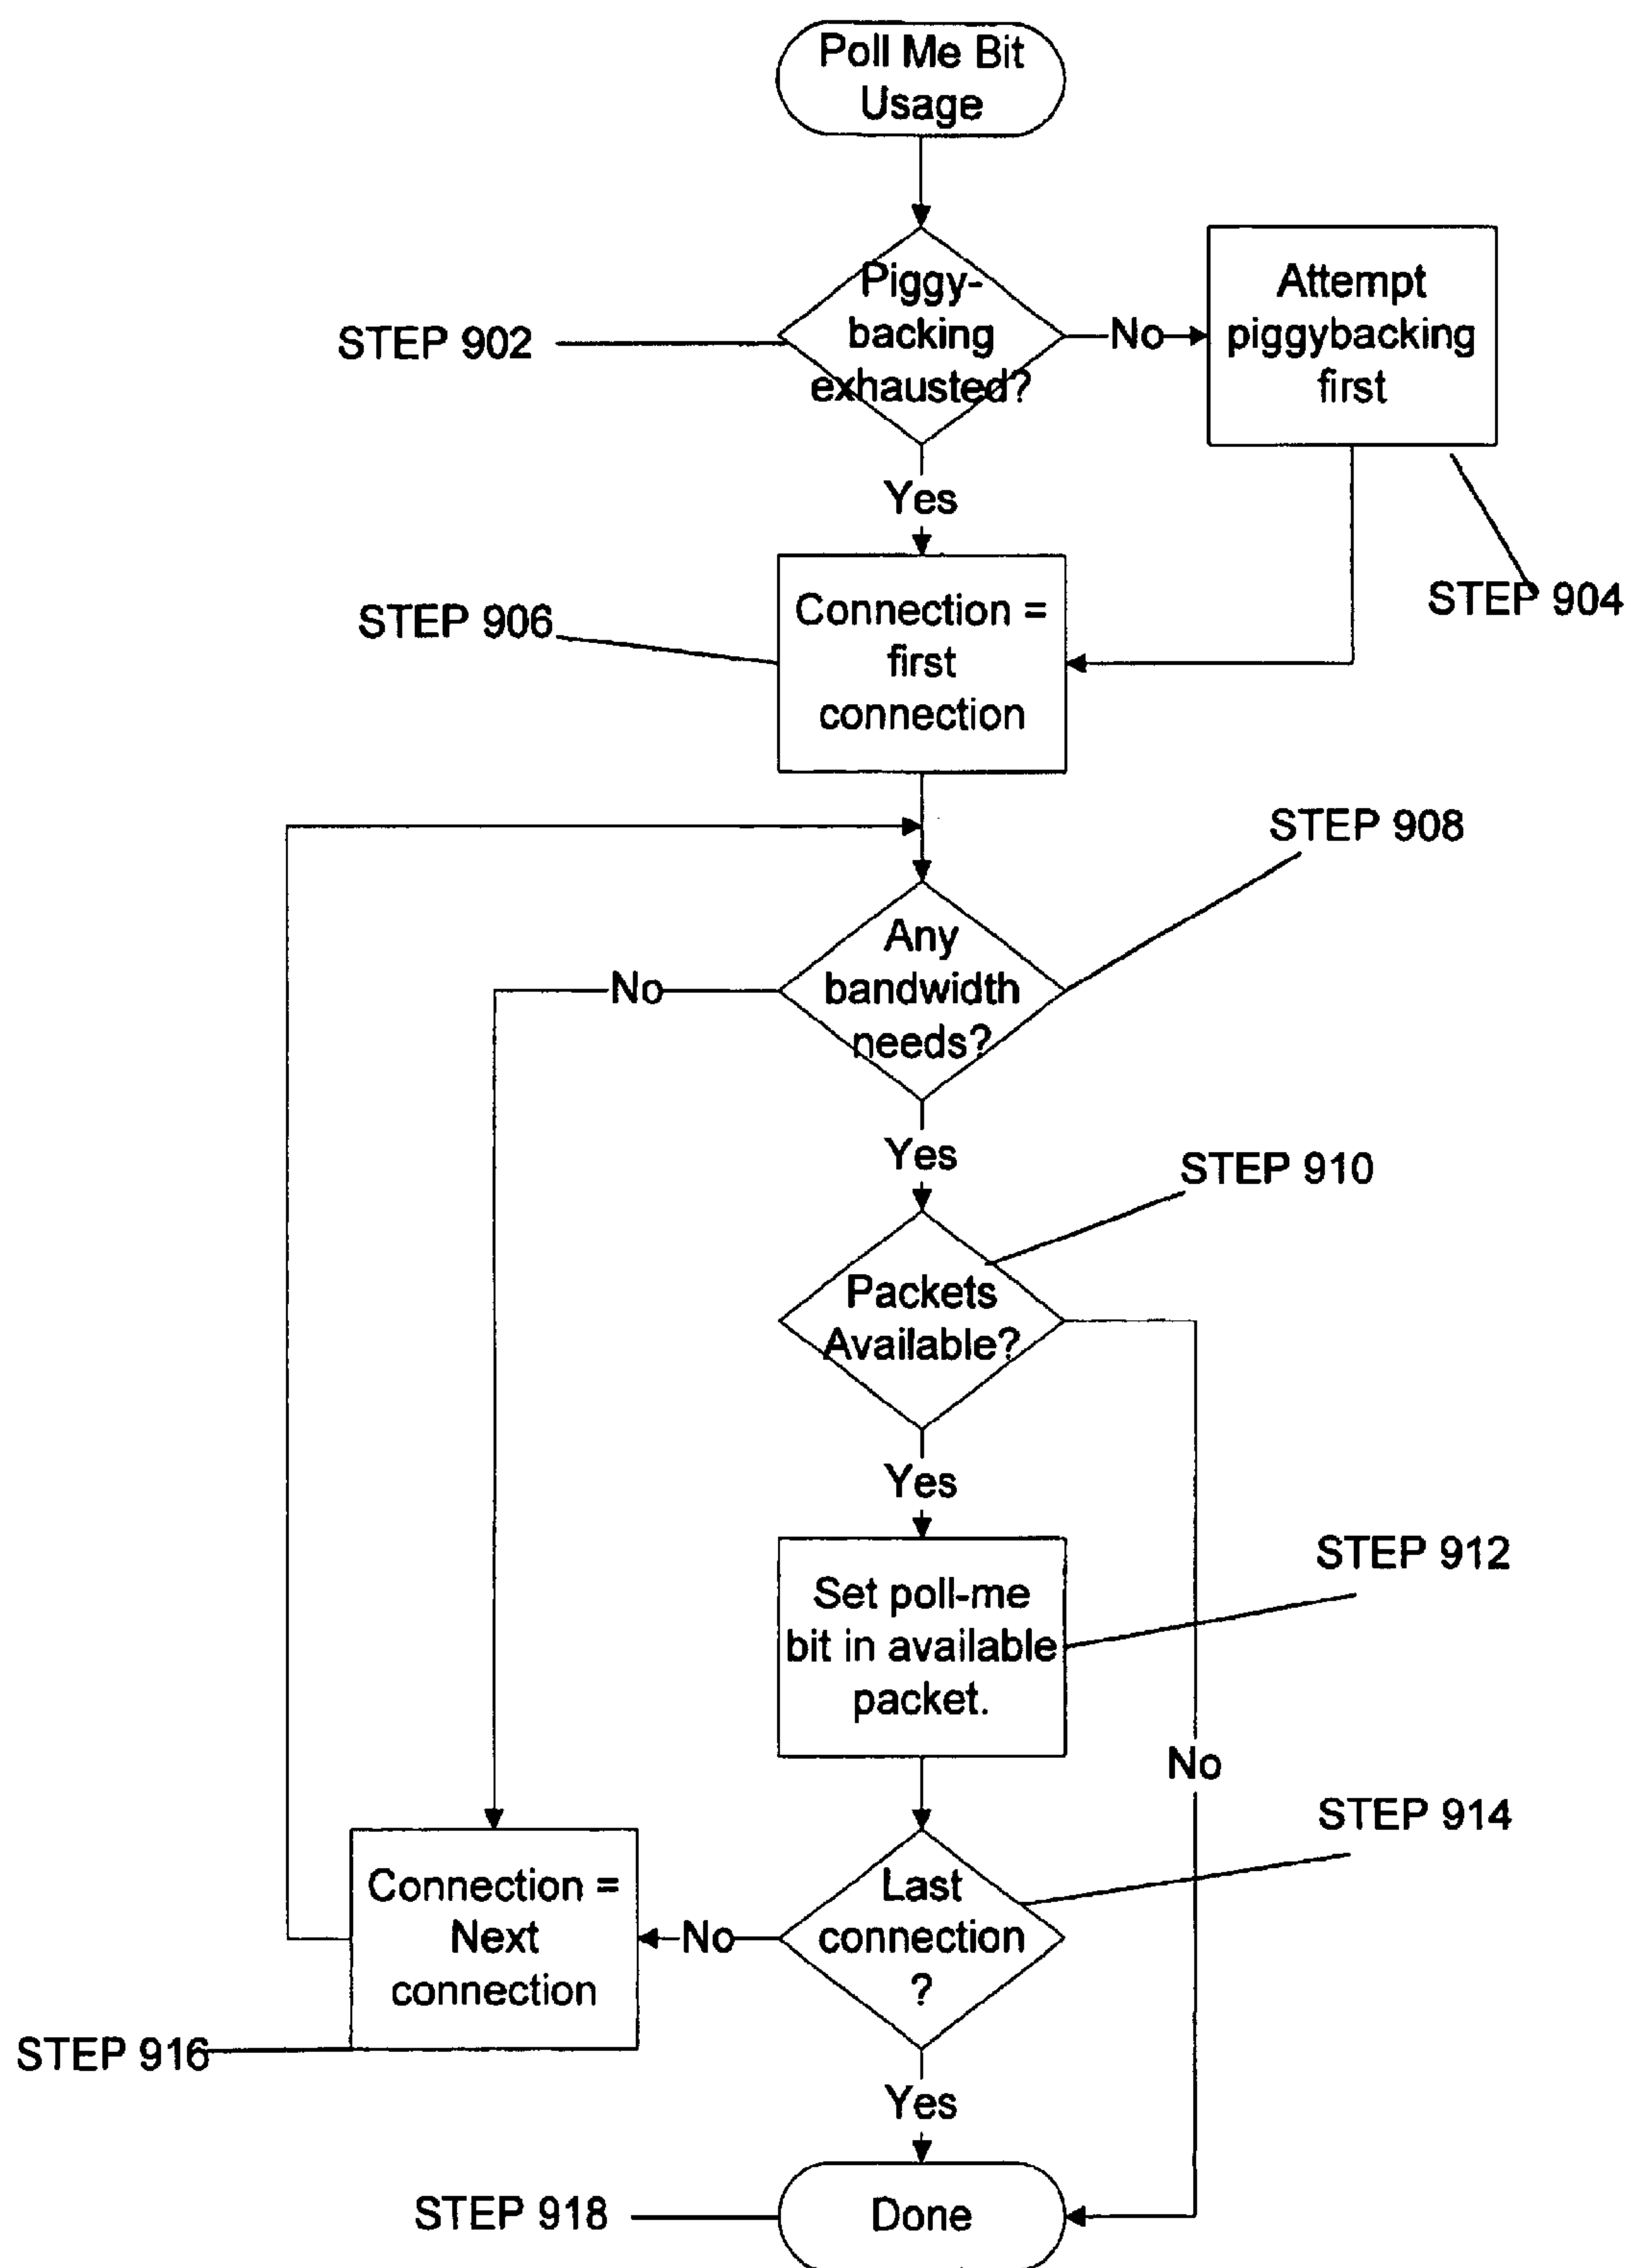 Poll Me Bit
Usage
Piggy-
backing
exhausted?
STEP 902
No
Attempt
piggybacking
first
STEP 904
Yes
Connection =
first
connection
STEP 906
STEP 908
Any
bandwidth
needs?
No
Yes
STEP 910
Packets
Available?
Yes
STEP 912
Set poll-me
bit in available
packet.
No
STEP 914
Last
connection
?
No
Connection =
Next
connection
STEP 916
Yes
Done
STEP 918